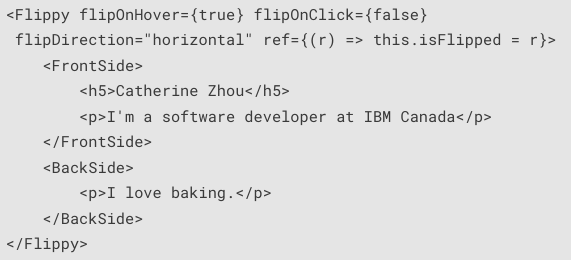 <Flippy flipOnHover={true} flipOnClick={false}
 flipDirection="horizontal" ref={(r) => this.isFlipped = r}>
    <FrontSide>
        <h5>Catherine Zhou</h5>
        <p>I'm a software developer at IBM Canada</p>
    </FrontSide>
    <BackSide>
        <p>I love baking.</p>
    </BackSide>
</Flippy>